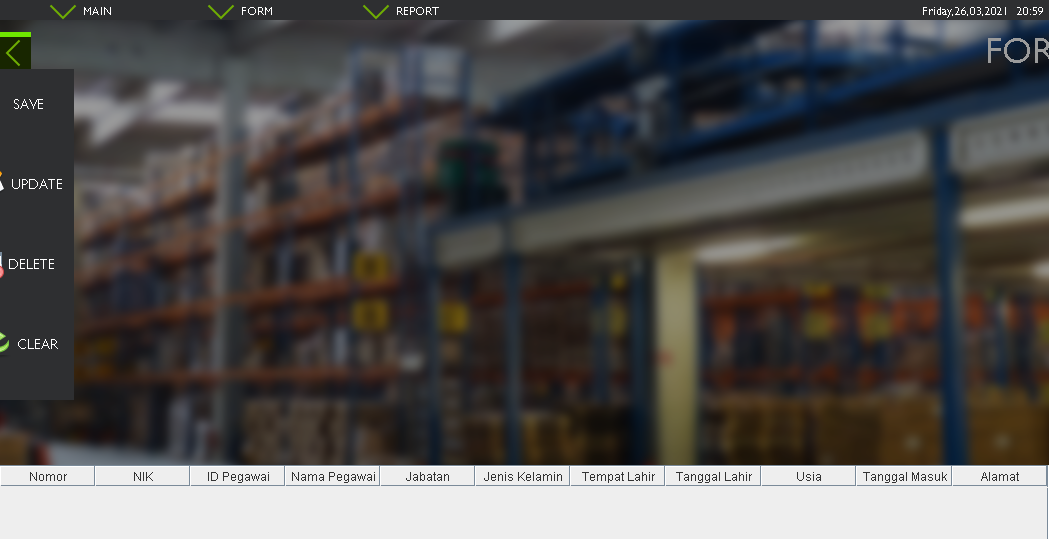 MAIN FORM REPORT Friday,26,03,2021 20:59
FOR
SAVE
UPDATE
DELETE
CLEAR
Nomor NIK ID Pegawai Nama Pegawai Jabatan Jenis Kelamin Tempat Lahir Tanggal Lahir Usia Tanggal Masuk Alamat